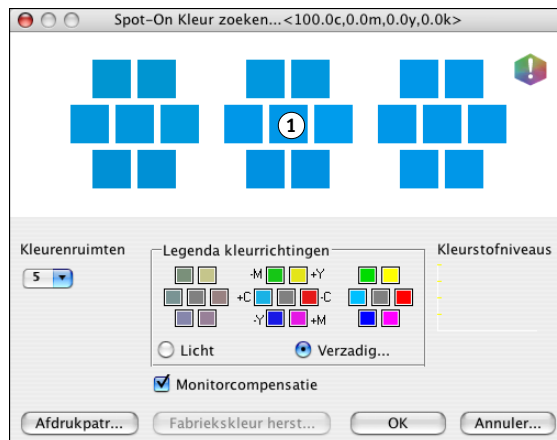 Spot-On Kleur zoeken...<100.0c,0.0m,0.0y,0.0k>
1
Kleurenruimten
5
Legenda kleurrichtingen
-M +Y
+C -C
-Y +M
Licht Verzadig...
Kleurstofniveaus
Monitorcompensatie
Afdrukpatr... Fabriekskleur herst... OK Annuler...